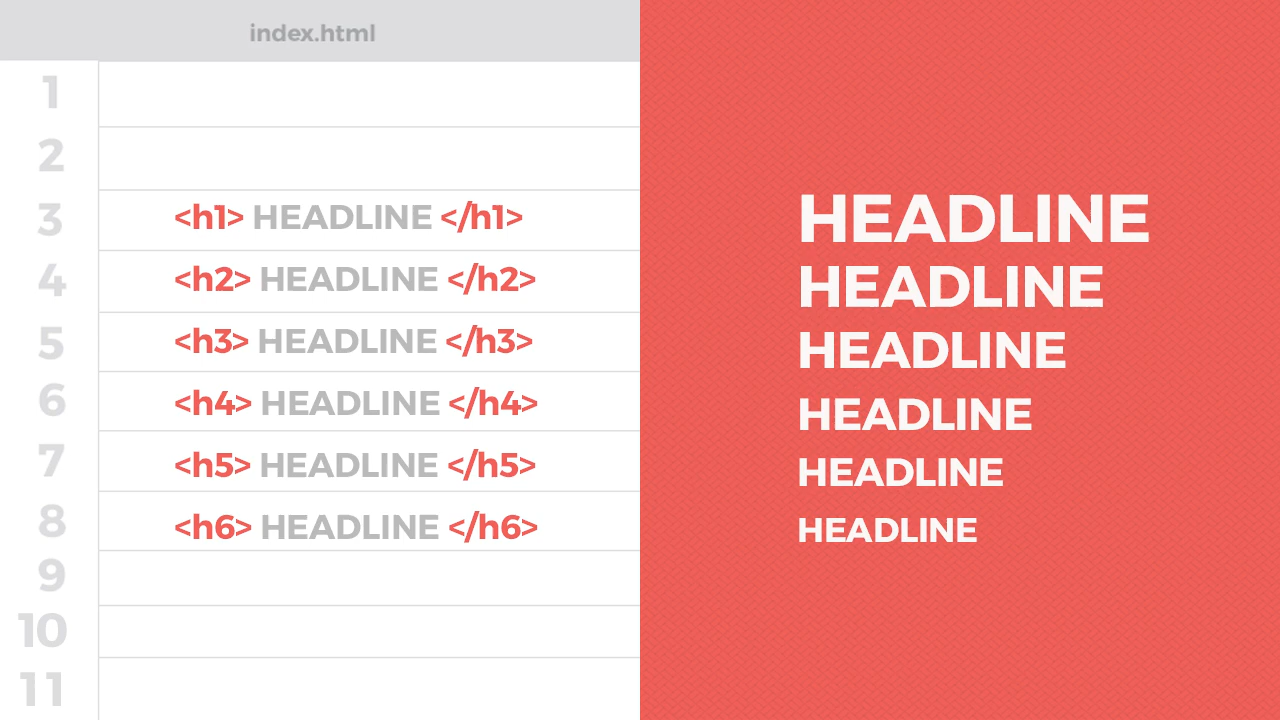 index.html
1
2
3 <h1> HEADLINE </h1>
4 <h2> HEADLINE </h2>
5 <h3> HEADLINE </h3>
6 <h4> HEADLINE </h4>
7 <h5> HEADLINE </h5>
8 <h6> HEADLINE </h6>
9
10
11
HEADLINE
HEADLINE
HEADLINE
HEADLINE
HEADLINE
HEADLINE